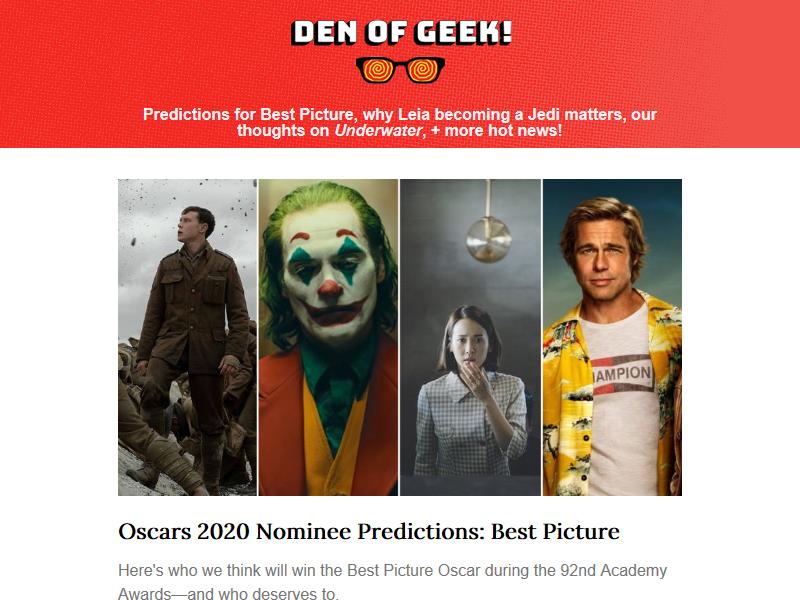 DEN OF GEEK!
Predictions for Best Picture, why Leia becoming a Jedi matters, our
thoughts on Underwater, + more hot news!
AMPION
Oscars 2020 Nominee Predictions: Best Picture
Here's who we think will win the Best Picture Oscar during the 92nd Academy
Awards—and who deserves to.